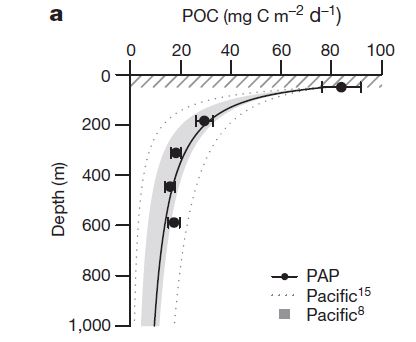 a
POC (mg C m⁻² d⁻¹)
0 20 40 60 80 100
0
200
400
600
800
1,000
Depth (m)
PAP
Pacific¹⁵
Pacific⁸